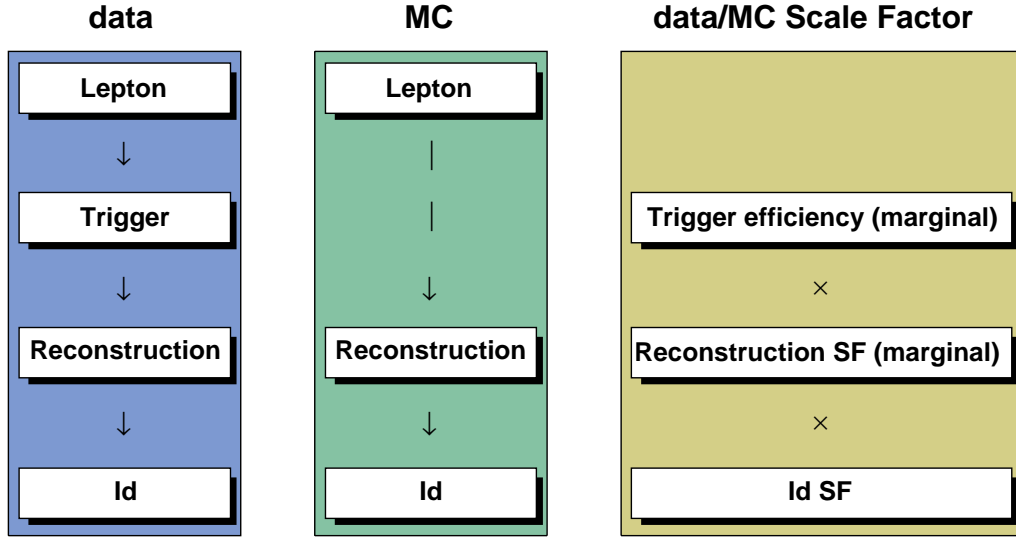 data
Lepton
↓
Trigger
↓
Reconstruction
↓
Id
MC
Lepton
|
|
↓
Reconstruction
↓
Id
data/MC Scale Factor
Trigger efficiency (marginal)
×
Reconstruction SF (marginal)
×
Id SF